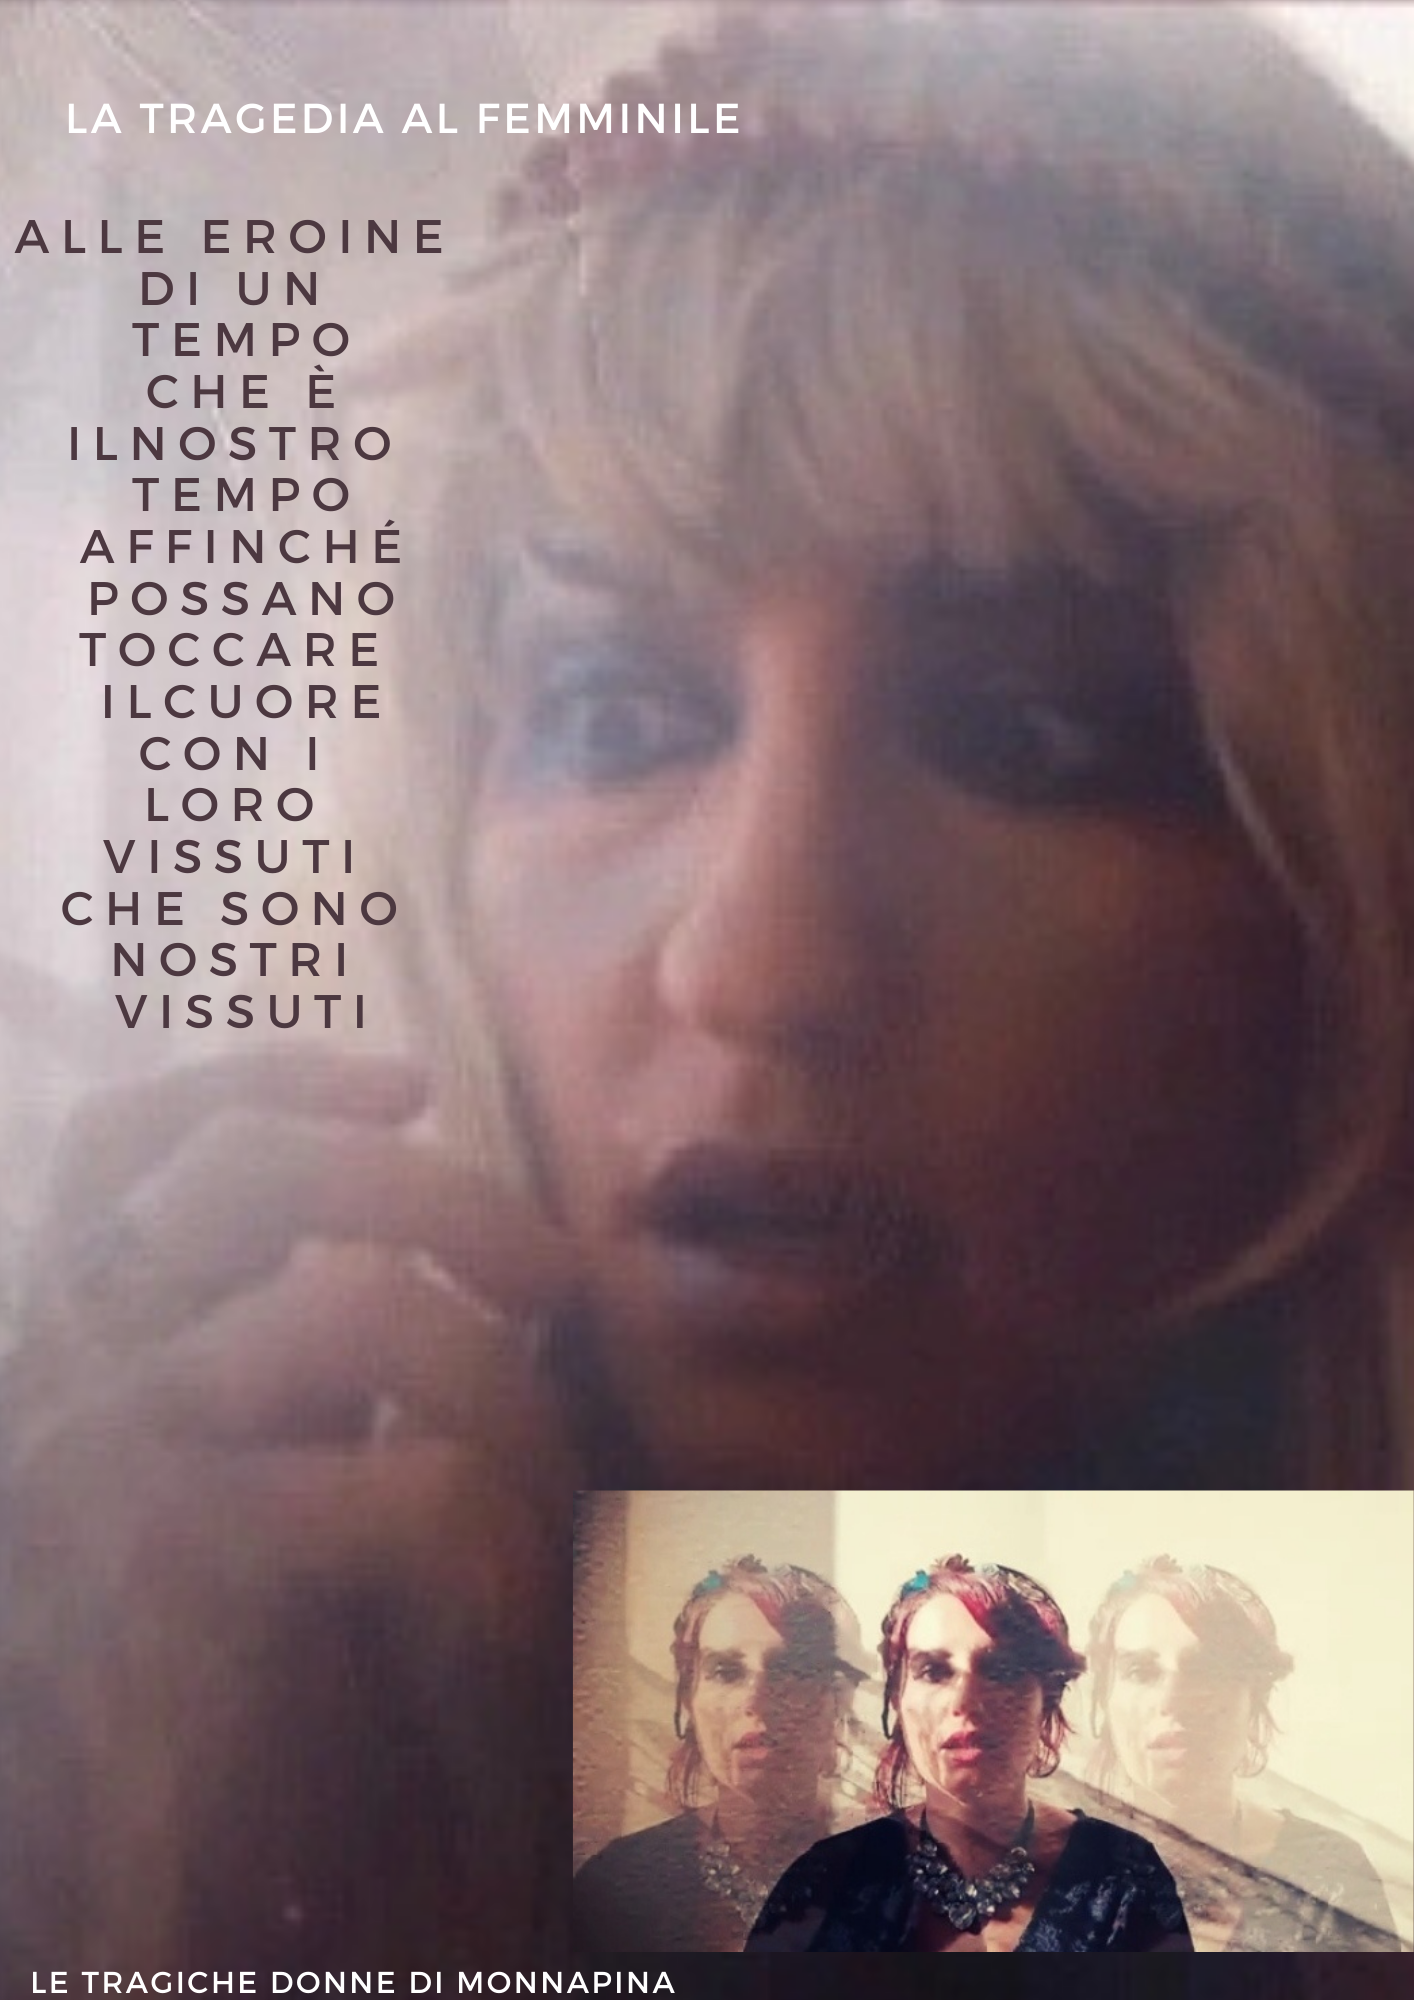 LA TRAGEDIA AL FEMMINILE
ALLE EROINE
DI UN
TEMPO
CHE È
ILNOSTRO
TEMPO
AFFINCHÉ
POSSANO
TOCCARE
ILCUORE
CON I
LORO
VISSUTI
CHE SONO
NOSTRI
VISSUTI
LE TRAGICHE DONNE DI MONNAPINA